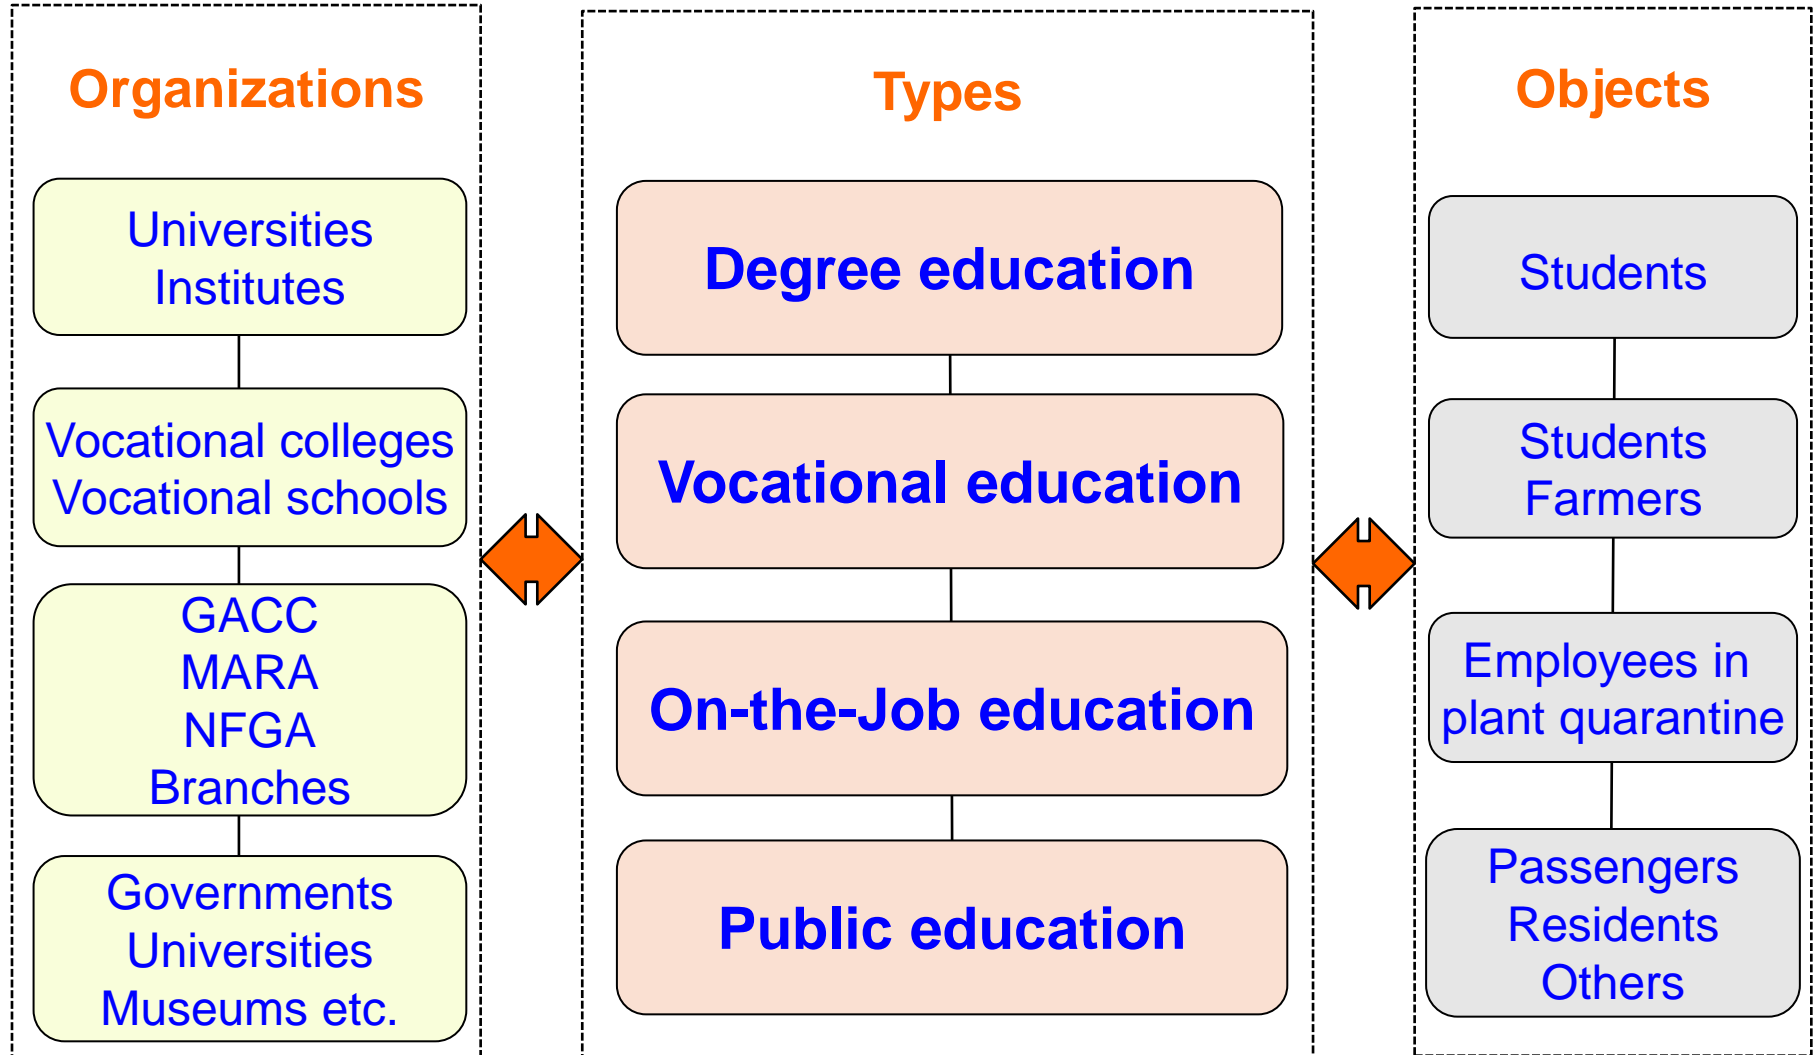 Organizations
Universities
Institutes
Vocational colleges
Vocational schools
GACC
MARA
NFGA
Branches
Governments
Universities
Museums etc.
Types
Degree education
Vocational education
On-the-Job education
Public education
Objects
Students
Students
Farmers
Employees in
plant quarantine
Passengers
Residents
Others